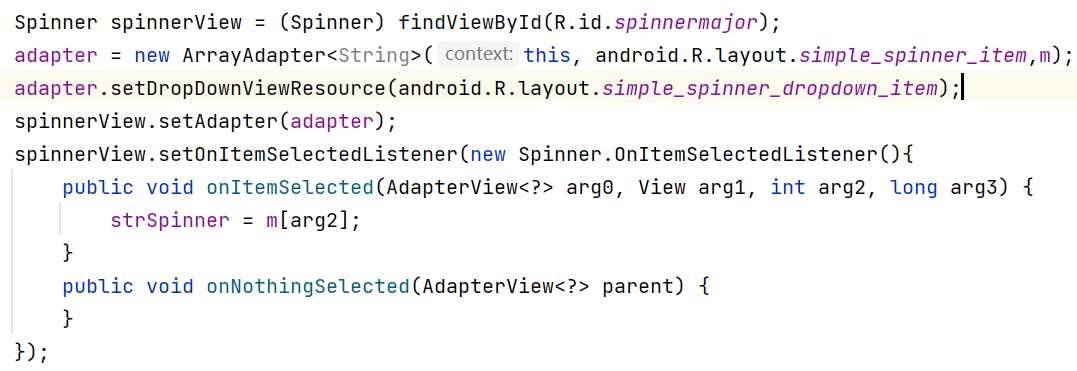 Spinner spinnerView = (Spinner) findViewById(R.id.spinnermajor);
adapter = new ArrayAdapter<String>( context: this, android.R.layout.simple_spinner_item,m);
adapter.setDropDownViewResource(android.R.layout.simple_spinner_dropdown_item);
spinnerView.setAdapter(adapter);
spinnerView.setOnItemSelectedListener(new Spinner.OnItemSelectedListener(){
    public void onItemSelected(AdapterView<?> arg0, View arg1, int arg2, long arg3) {
        strSpinner = m[arg2];
    }
    public void onNothingSelected(AdapterView<?> parent) {
    }
});